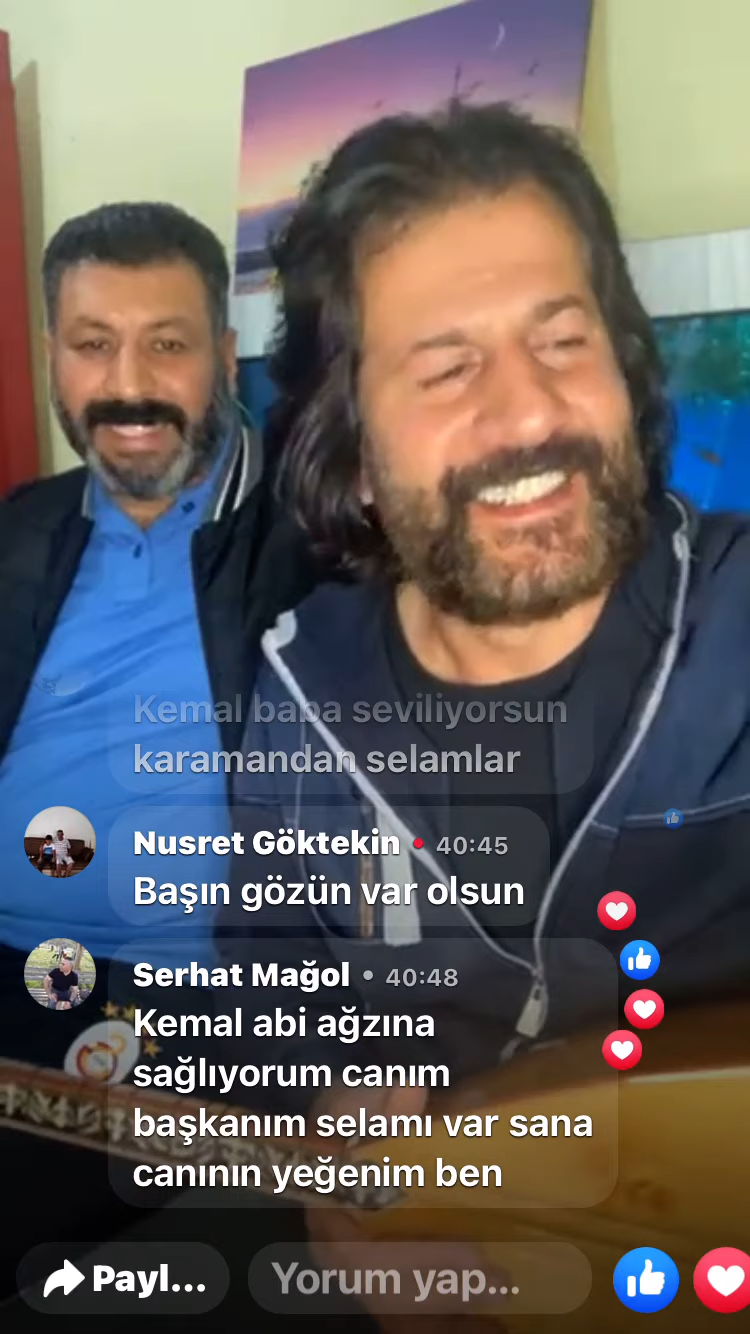 Kemal baba seviliyorsun
karamandan selamlar
Nusret Göktekin • 40:45
Başın gözün var olsun
Serhat Mağol • 40:48
Kemal abi ağzına
sağlıyorum canım
başkanım selamı var sana
canının yeğenim ben
Payl... Yorum yap...